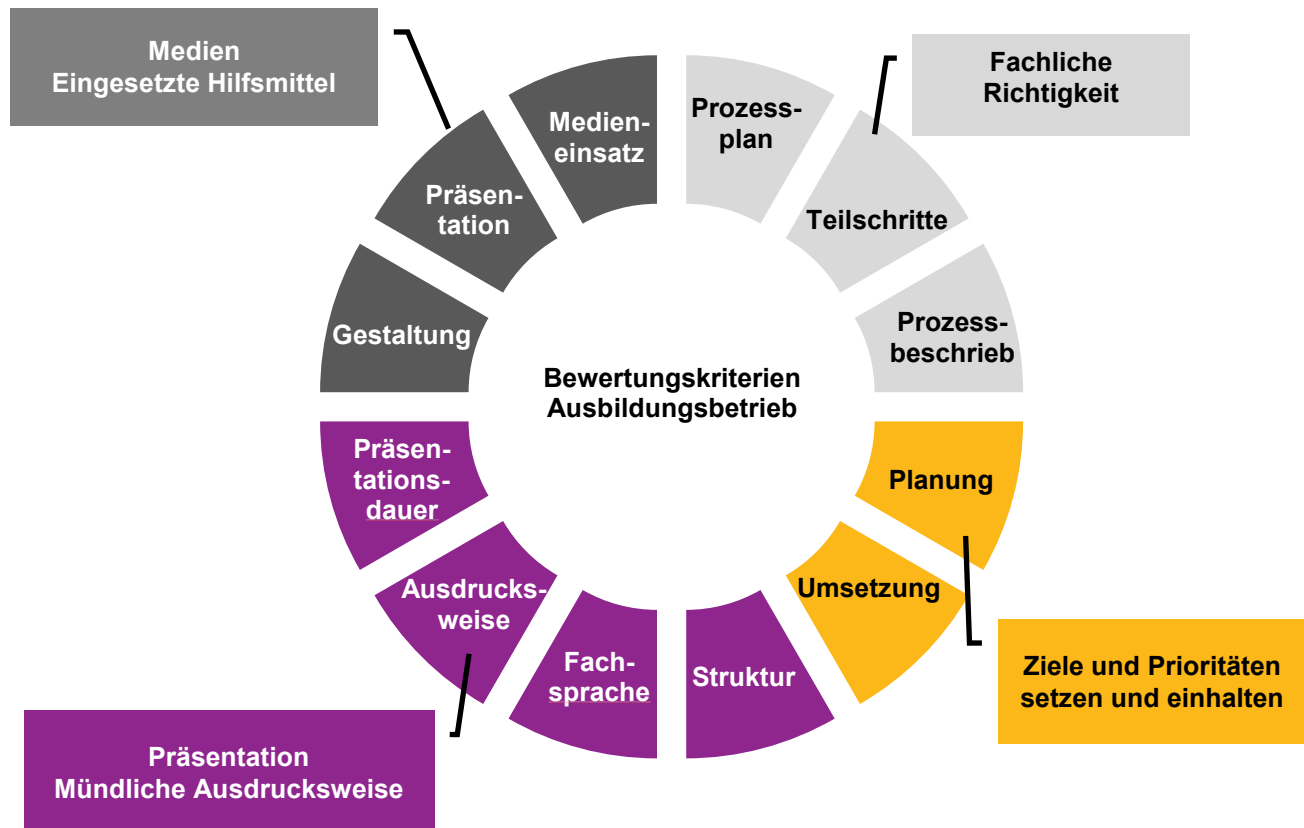 Medien
Eingesetzte Hilfsmittel
Fachliche
Richtigkeit
Medien-
einsatz
Prozess-
plan
Präsen-
tation
Teilschritte
Gestaltung
Prozess-
beschrieb
Bewertungskriterien
Ausbildungsbetrieb
Präsen-
tations-
dauer
Planung
Ausdrucks-
weise
Umsetzung
Fach-
sprache
Struktur
Ziele und Prioritäten
setzen und einhalten
Präsentation
Mündliche Ausdrucksweise